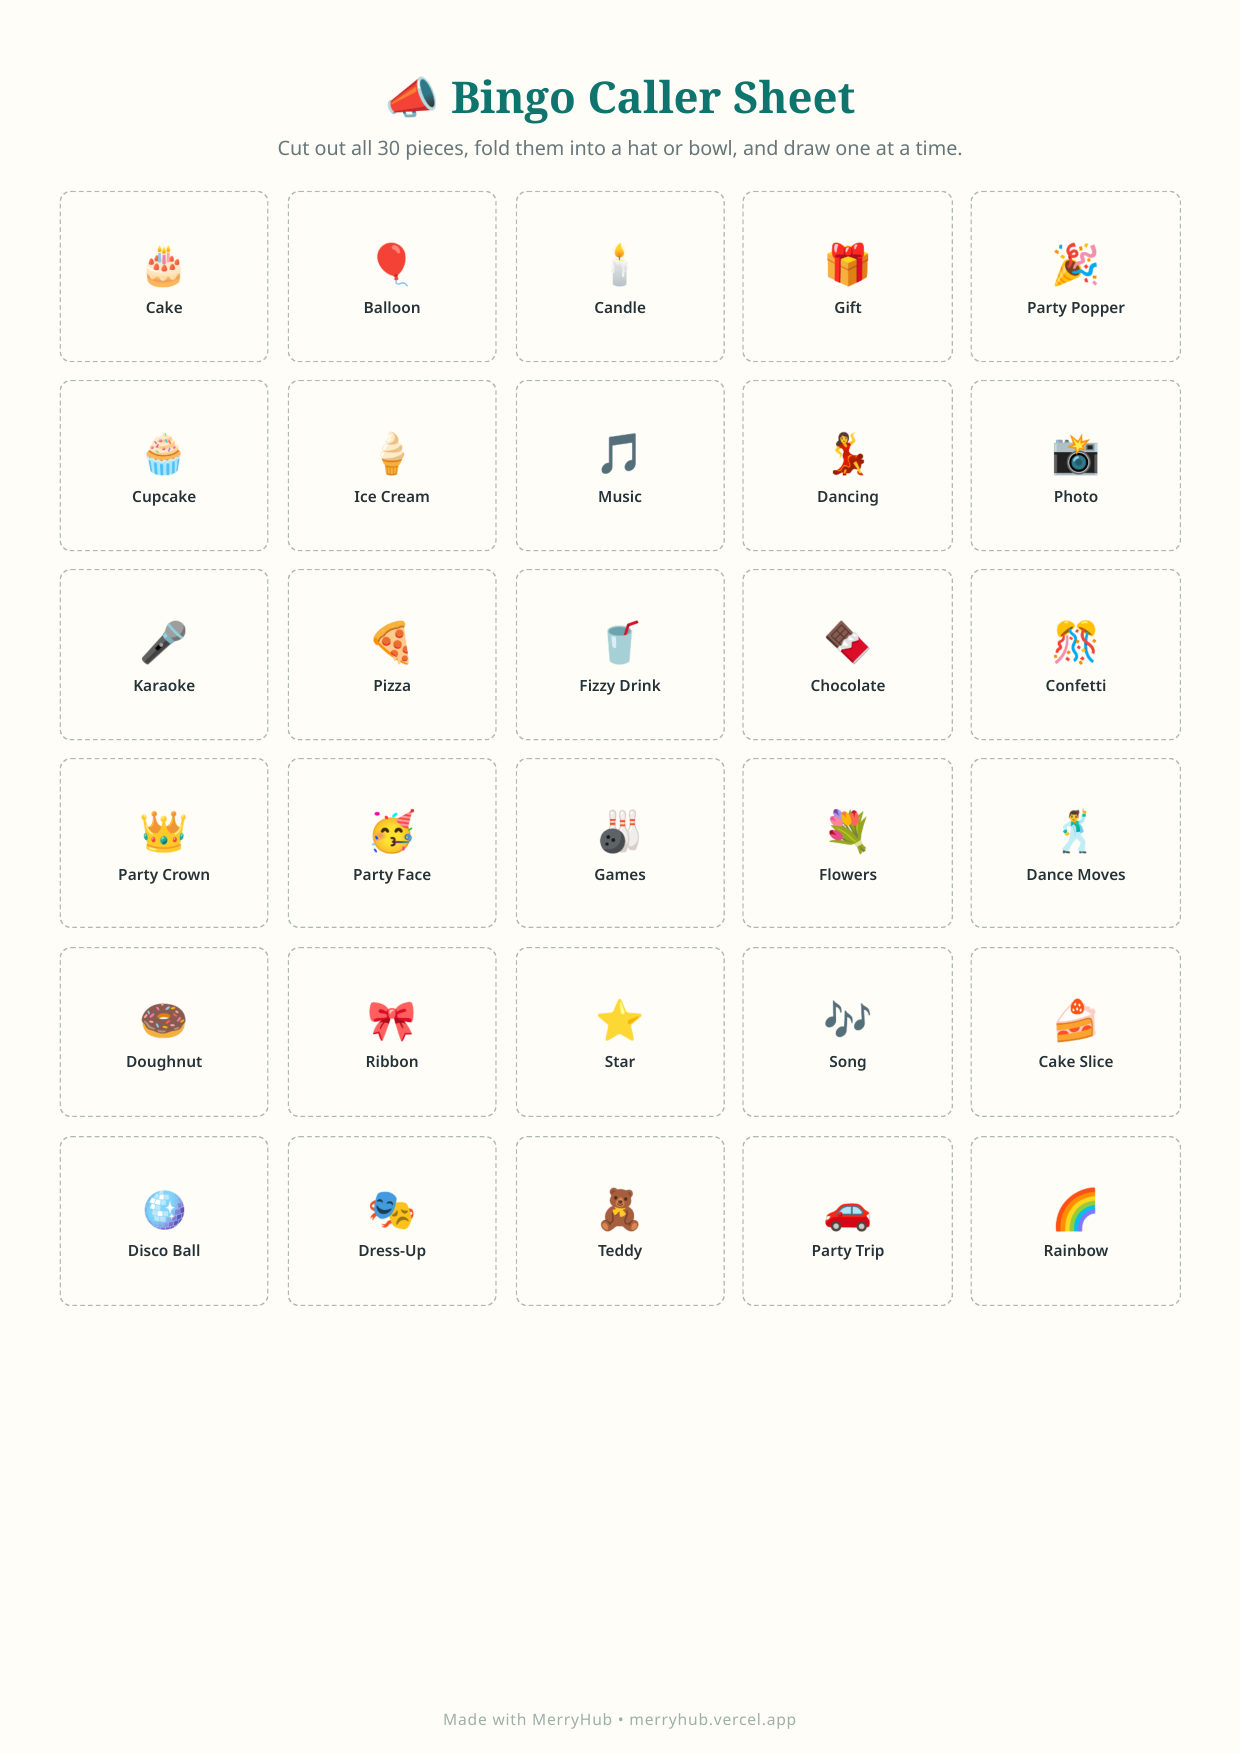 Bingo Caller Sheet
Cut out all 30 pieces, fold them into a hat or bowl, and draw one at a time.
Cake
Balloon
Candle
Gift
Party Popper
Cupcake
Ice Cream
Music
Dancing
Photo
Karaoke
Pizza
Fizzy Drink
Chocolate
Confetti
Party Crown
Party Face
Games
Flowers
Dance Moves
Doughnut
Ribbon
Star
Song
Cake Slice
Disco Ball
Dress-Up
Teddy
Party Trip
Rainbow
Made with MerryHub • merryhub.vercel.app